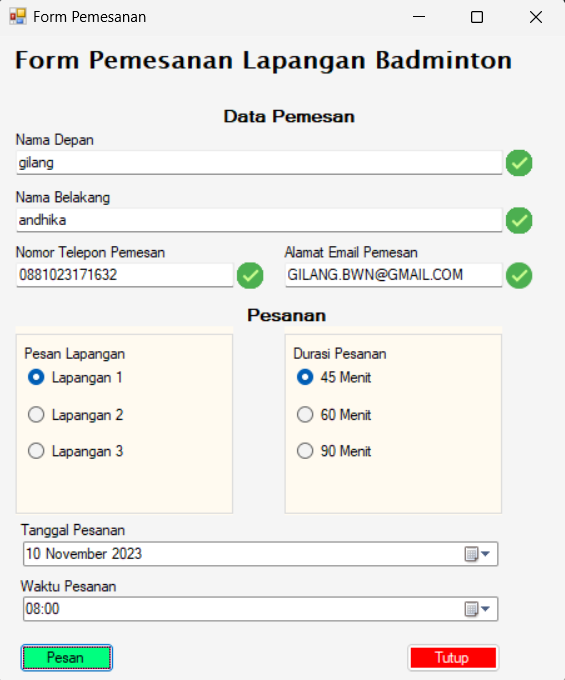 Form Pemesanan
Form Pemesanan Lapangan Badminton
Data Pemesan
Nama Depan
gilang
Nama Belakang
andhika
Nomor Telepon Pemesan
Alamat Email Pemesan
0881023171632
GILANG.BWN@GMAIL.COM
Pesanan
Pesan Lapangan
Lapangan 1
Lapangan 2
Lapangan 3
Durasi Pesanan
45 Menit
60 Menit
90 Menit
Tanggal Pesanan
10 November 2023
Waktu Pesanan
08:00
Pesan
Tutup